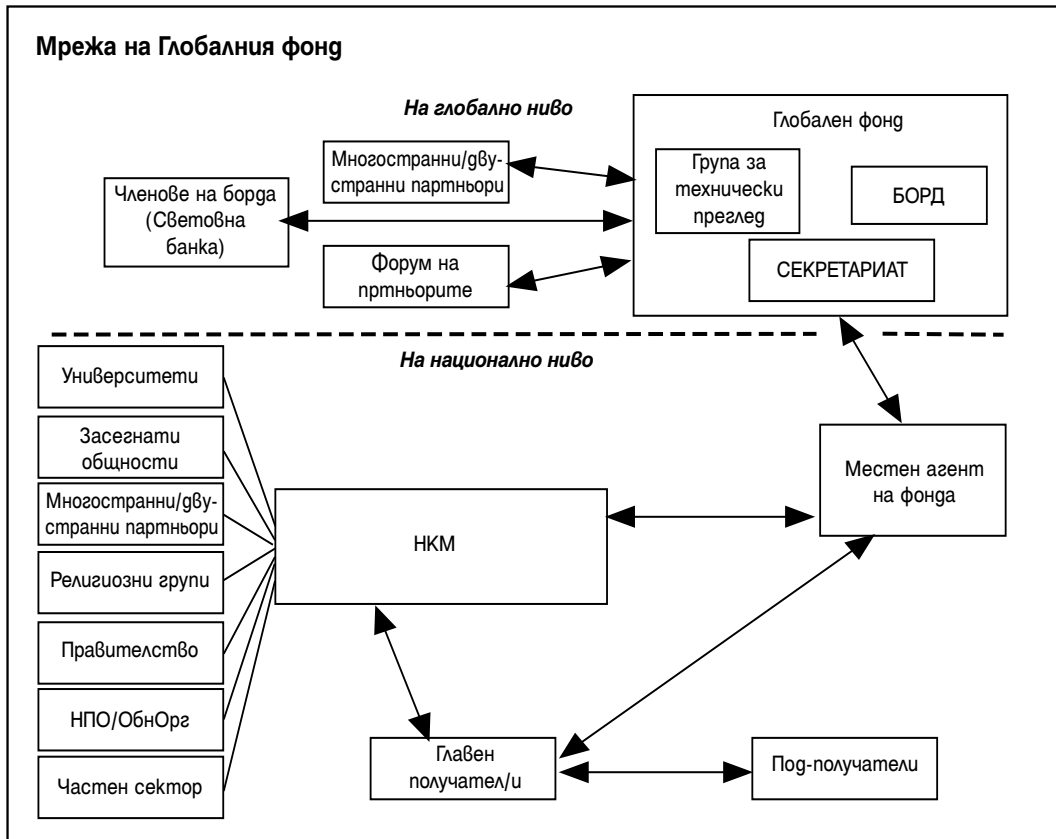 Мрежа на Глобалния фонд
На глобално ниво
Глобален фонд
Многостранни/дву-
странни партньори
Група за
технически
преглед
БОРД
Членове на борда
(Световна
банка)
Форум на
пртньорите
СЕКРЕТАРИАТ
На национално ниво
Университети
Засегнати
общности
Многостранни/дву-
странни партньори
Религиозни групи
Правителство
НПО/ОбнОрг
Частен сектор
НКМ
Местен агент
на фонда
Главен
получател/и
Под-получатели